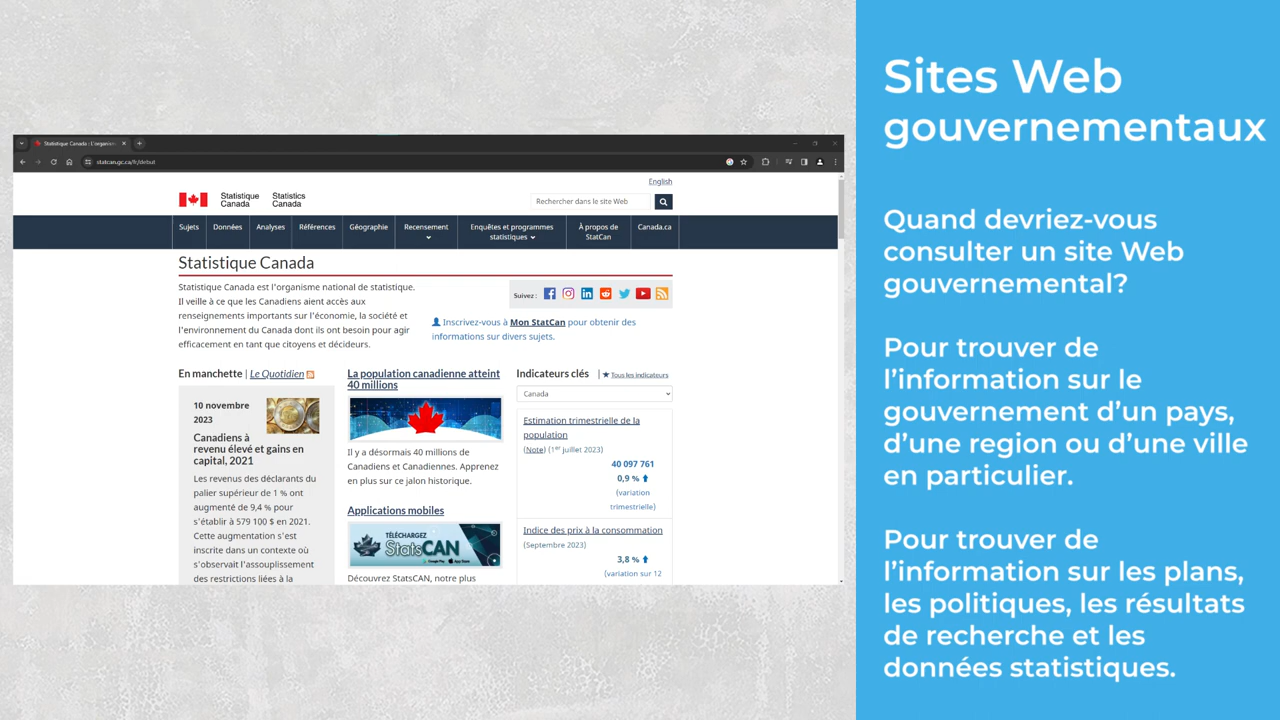 Statistique Canada : L'organism
statcan.gc.ca/fr/debut
English
Statistique
Canada
Statistics
Canada
Rechercher dans le site Web
Sujets
Données
Analyses
Références
Géographie
Recensement
Enquêtes et programmes
statistiques
À propos de
StatCan
Canada.ca
Statistique Canada
Statistique Canada est l'organisme national de statistique.
Il veille à ce que les Canadiens aient accès aux
renseignements importants sur l'économie, la société et
l'environnement du Canada dont ils ont besoin pour agir
efficacement en tant que citoyens et décideurs.
Suivez :
Inscrivez-vous à Mon StatCan pour obtenir des
informations sur divers sujets.
En manchette | Le Quotidien
10 novembre
2023
Canadiens à
revenu élevé et gains en
capital, 2021
Les revenus des déclarants du
palier supérieur de 1 % ont
augmenté de 9,4 % pour
s'établir à 579 100 $ en 2021.
Cette augmentation s'est
inscrite dans un contexte où
s'observait l'assouplissement
des restrictions liées à la
La population canadienne atteint
40 millions
Il y a désormais 40 millions de
Canadiens et Canadiennes. Apprenez
en plus sur ce jalon historique.
Applications mobiles
TÉLÉCHARGEZ
StatsCAN
Google Play
App Store
Découvrez StatsCAN, notre plus
Indicateurs clés | Tous les indicateurs
Canada
Estimation trimestrielle de la
population
(Note) (1er juillet 2023)
40 097 761
0,9 %
(variation
trimestrielle)
Indice des prix à la consommation
(Septembre 2023)
3,8 %
(variation sur 12
Sites Web
gouvernementaux
Quand devriez-vous
consulter un site Web
gouvernemental?
Pour trouver de
l'information sur le
gouvernement d'un pays,
d'une region ou d'une ville
en particulier.
Pour trouver de
l'information sur les plans,
les politiques, les résultats
de recherche et les
données statistiques.